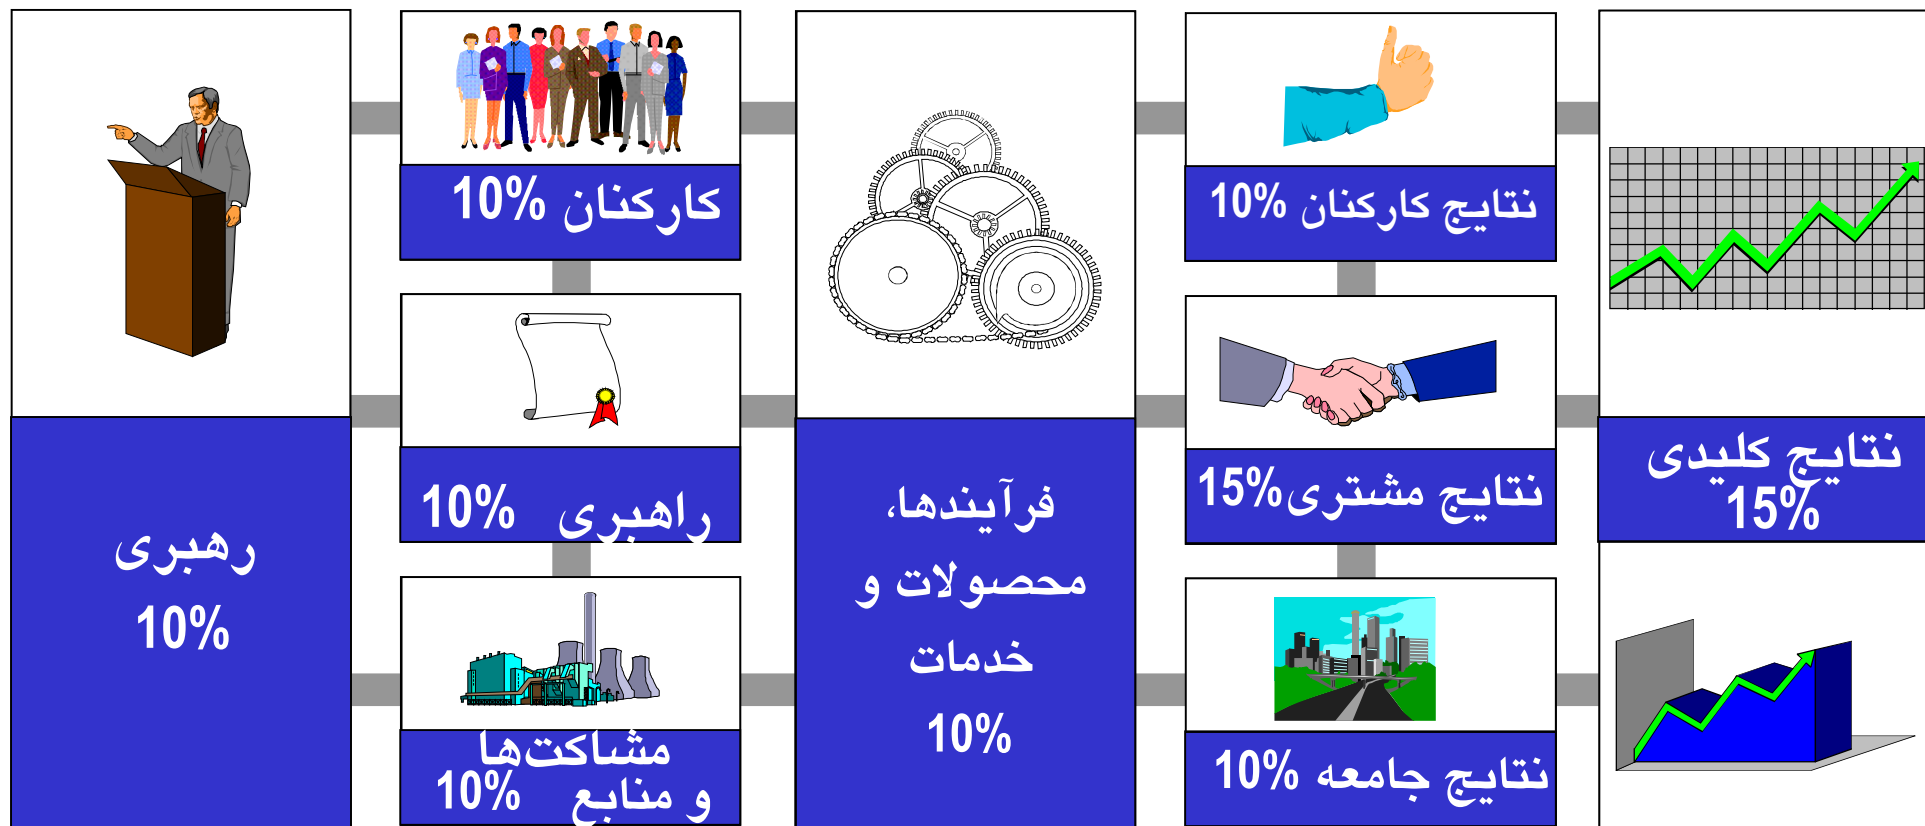 رهبری
10%
کارکنان 10%
راهبری 10%
مشاکت‌ها
و منابع 10%
فرآیندها،
محصولات و
خدمات
10%
نتایج کارکنان 10%
نتایج مشتری 15%
نتایج جامعه 10%
نتایج کلیدی
15%